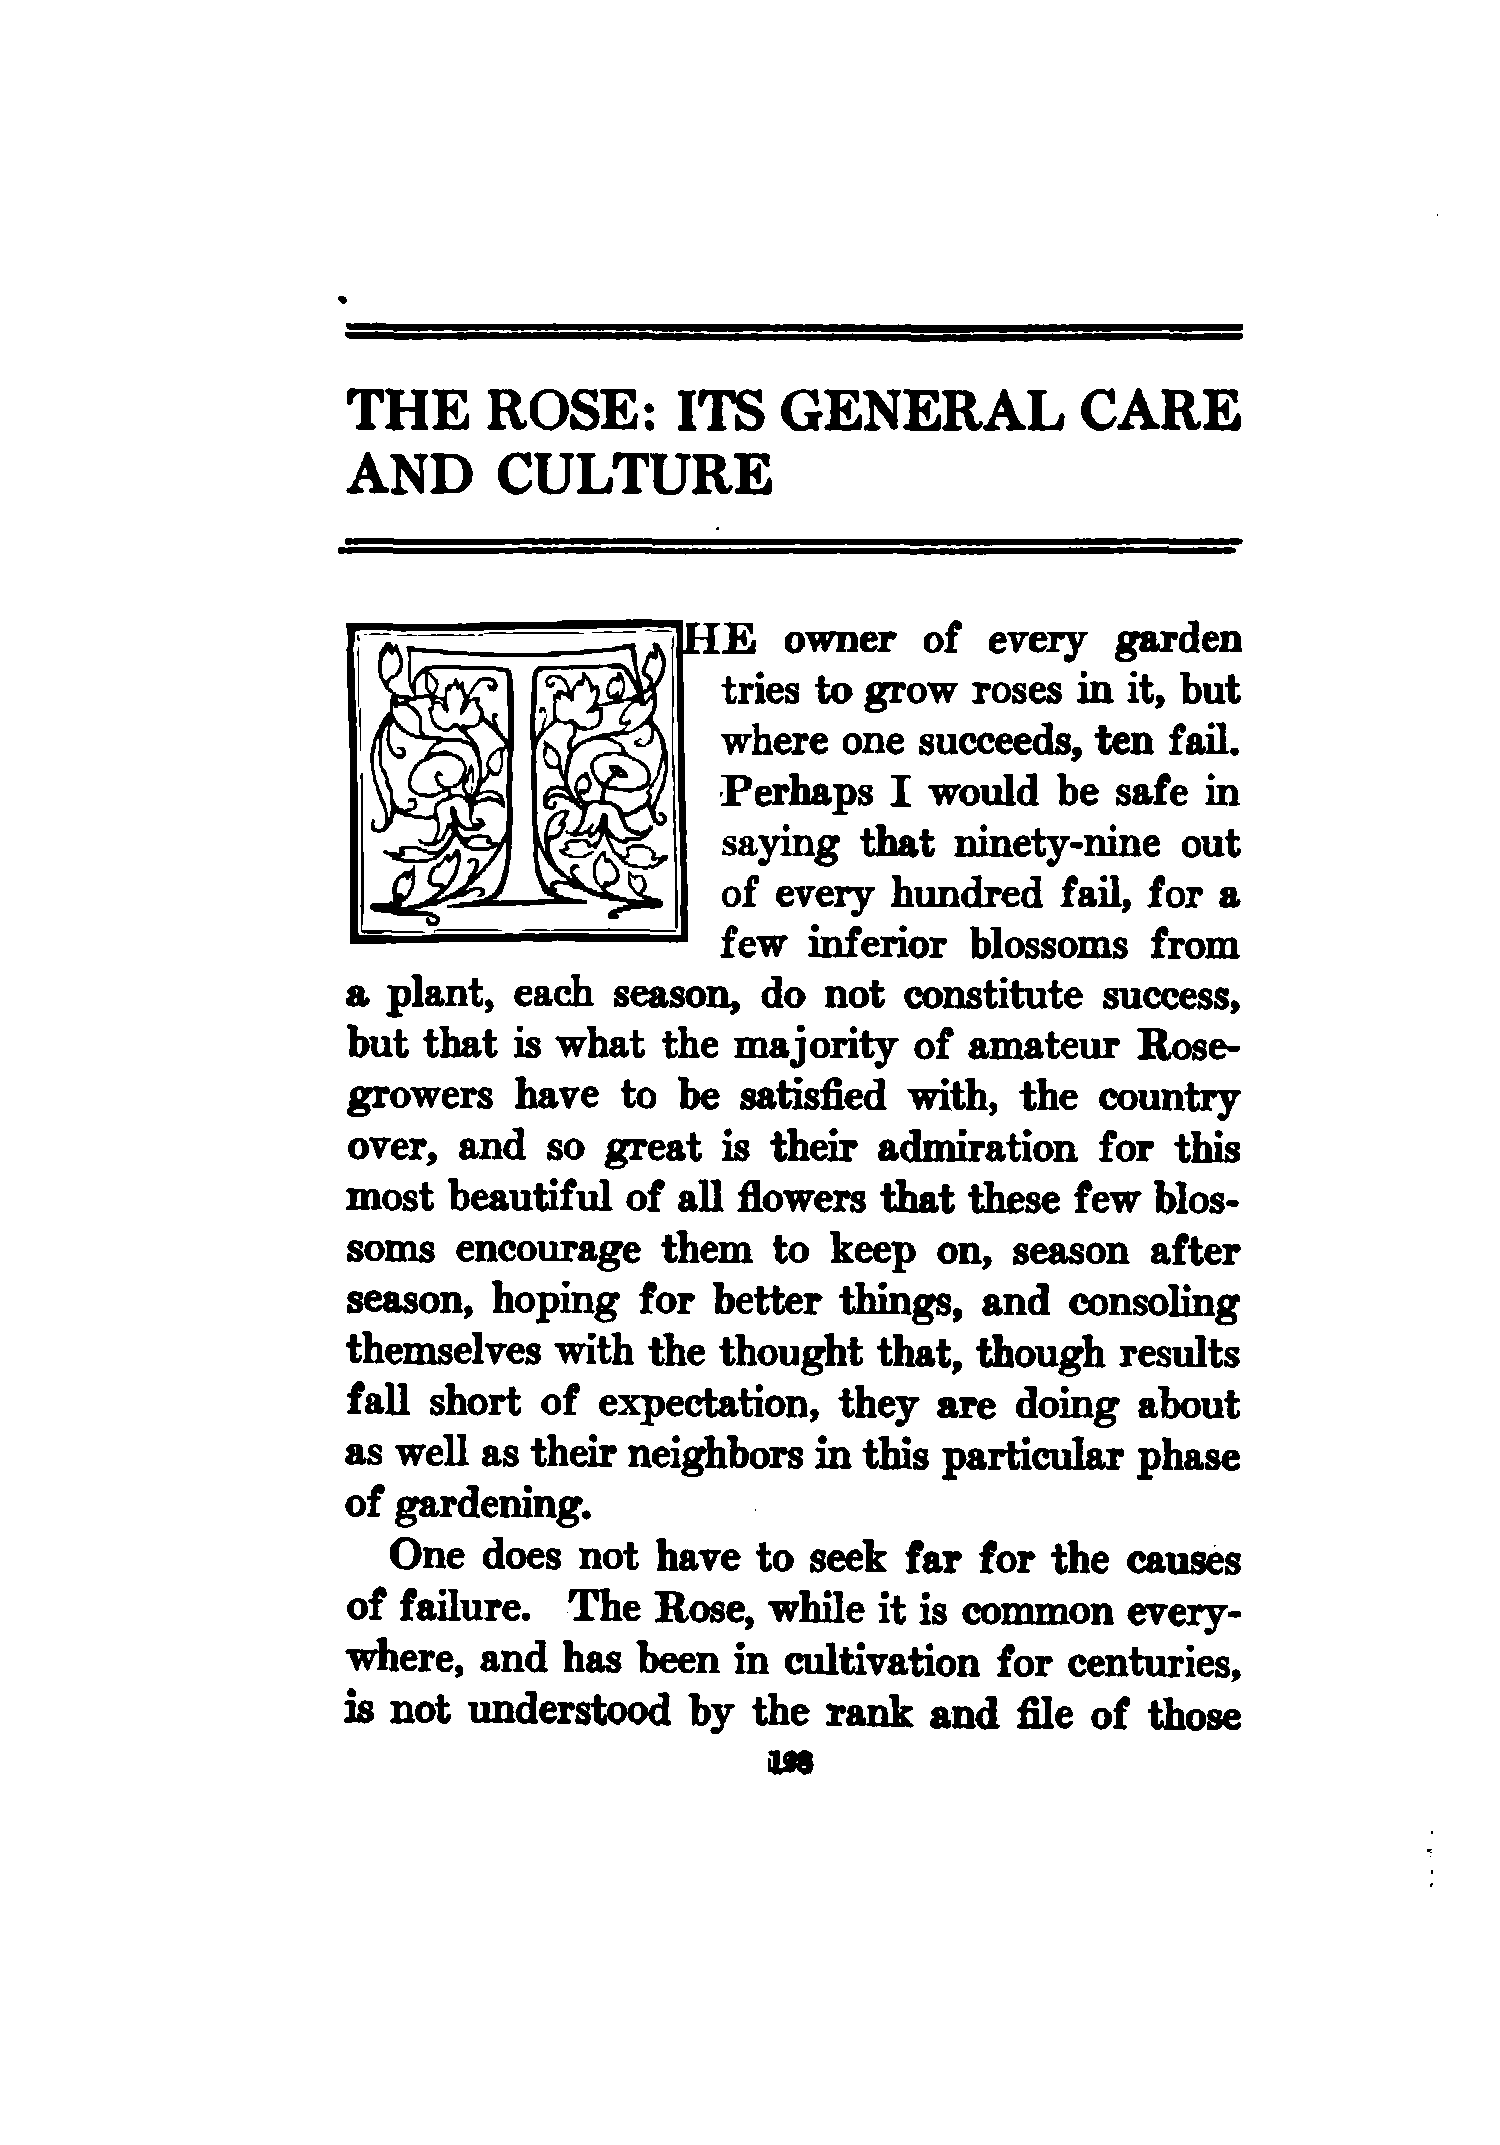 THE ROSE: ITS GENERAL CARE
AND CULTURE
THE owner of every garden
tries to grow roses in it, but
where one succeeds, ten fail.
Perhaps I would be safe in
saying that ninety-nine out
of every hundred fail, for a
few inferior blossoms from
a plant, each season, do not constitute success,
but that is what the majority of amateur Rose-
growers have to be satisfied with, the country
over, and so great is their admiration for this
most beautiful of all flowers that these few blos-
soms encourage them to keep on, season after
season, hoping for better things, and consoling
themselves with the thought that, though results
fall short of expectation, they are doing about
as well as their neighbors in this particular phase
of gardening.
One does not have to seek far for the causes
of failure. The Rose, while it is common every-
where, and has been in cultivation for centuries,
is not understood by the rank and file of those